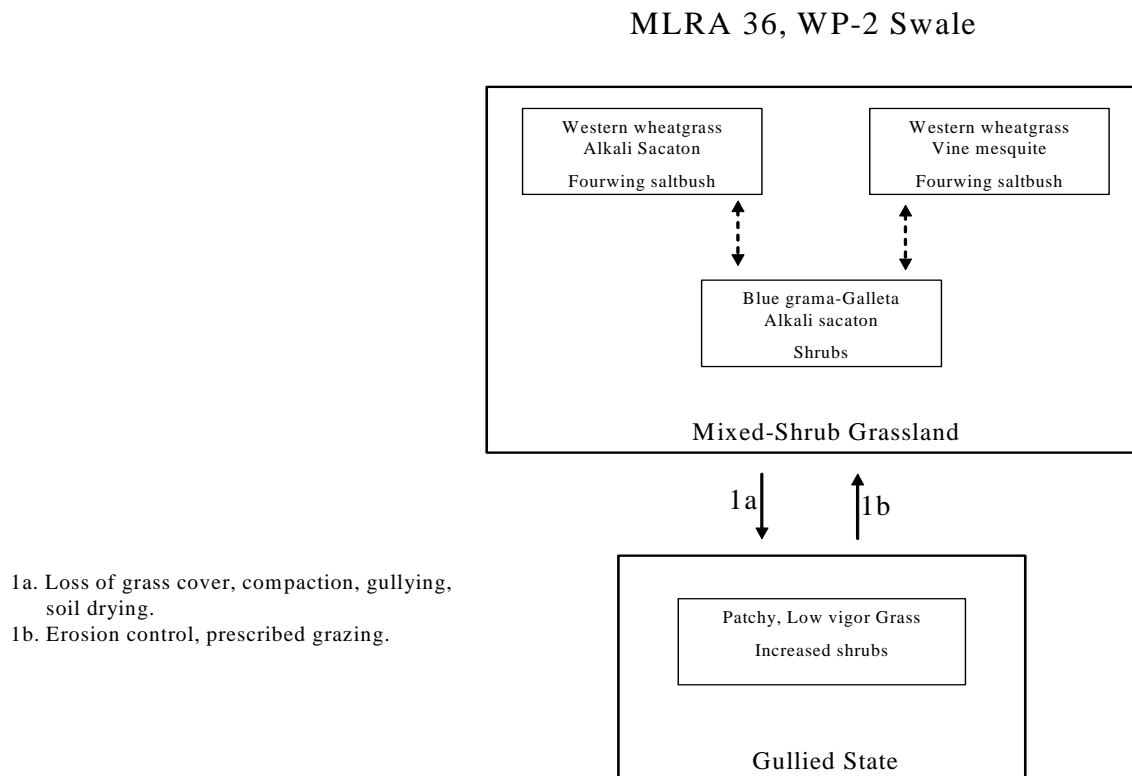 MLRA 36, WP-2 Swale
Western wheatgrass
Alkali Sacaton
Fourwing saltbush
Western wheatgrass
Vine mesquite
Fourwing saltbush
Blue grama-Galleta
Alkali sacaton
Shrubs
Mixed-Shrub Grassland
1a
1b
1a. Loss of grass cover, compaction, gullying,
soil drying.
1b. Erosion control, prescribed grazing.
Patchy, Low vigor Grass
Increased shrubs
Gullied State